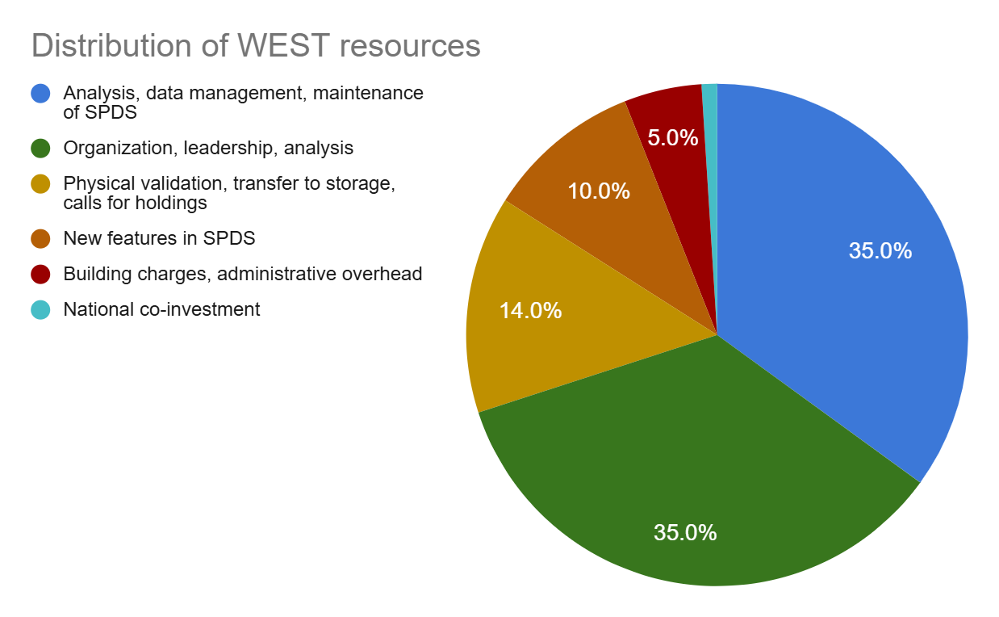 Distribution of WEST resources
Analysis, data management, maintenance
of SPDS
Organization, leadership, analysis
Physical validation, transfer to storage,
calls for holdings
New features in SPDS
Building charges, administrative overhead
National co-investment
5.0%
10.0%
35.0%
14.0%
35.0%